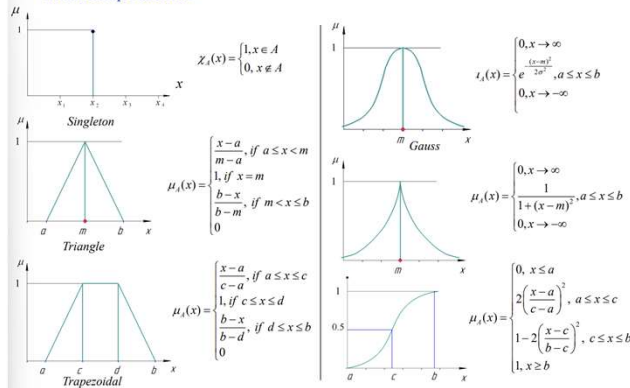 μ
1
x₁ x₂ x₃ x₄
x
Singleton
χ_A(x) = {1, x ∈ A
0, x ∉ A
μ
1
a m b x
Triangle
μ_A(x) = {(x-a)/(m-a), if a ≤ x < m
1, if x = m
(b-x)/(b-m), if m < x ≤ b
0
μ
1
a c d b x
Trapezoidal
μ_A(x) = {(x-a)/(c-a), if a ≤ x ≤ c
1, if c ≤ x ≤ d
(b-x)/(b-d), if d ≤ x ≤ b
0
μ
1
m x
Gauss
ι_A(x) = {0, x → ∞
e^(-(x-m)²/2σ²), a ≤ x ≤ b
0, x → -∞
μ
1
m x
μ_A(x) = {0, x → ∞
1/(1+(x-m)²), a ≤ x ≤ b
0, x → -∞
1
0.5
a c b x
μ_A(x) = {0, x ≤ a
2((x-a)/(c-a))², a ≤ x ≤ c
1-2((x-c)/(b-c))², c ≤ x ≤ b
1, x ≥ b